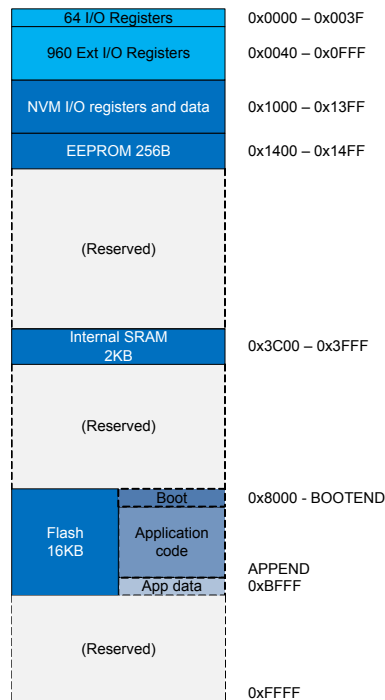 64 I/O Registers
0x0000 – 0x003F
960 Ext I/O Registers
0x0040 – 0x0FFF
NVM I/O registers and data
0x1000 – 0x13FF
EEPROM 256B
0x1400 – 0x14FF
(Reserved)
Internal SRAM
2KB
0x3C00 – 0x3FFF
(Reserved)
Boot
0x8000 - BOOTEND
Flash
16KB
Application
code
APPEND
App data
0xBFFF
(Reserved)
0xFFFF